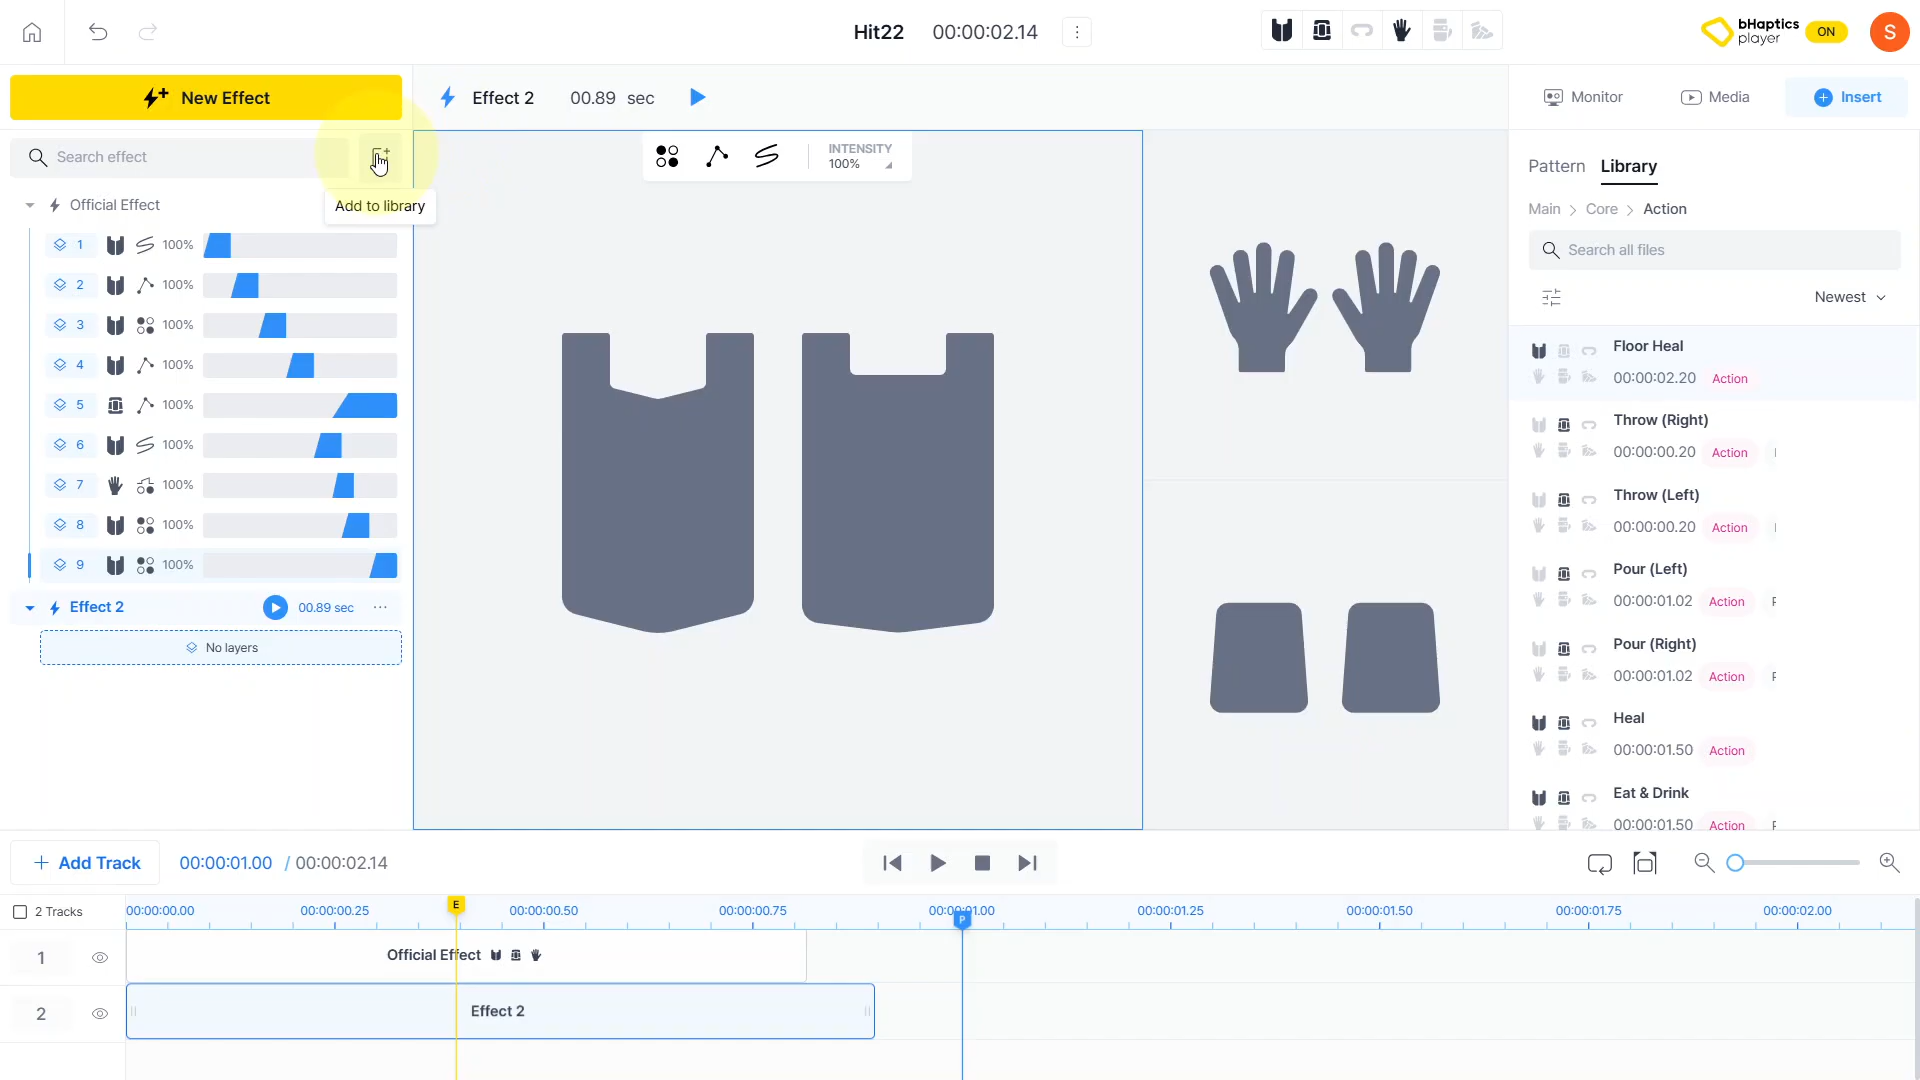 Hit22 00:00:02.14
bHaptics
player
ON
S
New Effect
Effect 2 00.89 sec
Monitor
Media
Insert
Search effect
Add to library
INTENSITY
100%
Pattern Library
Main > Core > Action
Search all files
Newest
Official Effect
1 100%
2 100%
3 100%
4 100%
5 100%
6 100%
7 100%
8 100%
9 100%
Effect 2 00.89 sec
No layers
Floor Heal
00:00:02.20 Action
Throw (Right)
00:00:00.20 Action
Throw (Left)
00:00:00.20 Action
Pour (Left)
00:00:01.02 Action
Pour (Right)
00:00:01.02 Action
Heal
00:00:01.50 Action
Eat & Drink
00:00:01.50 Action
Add Track 00:00:01.00 / 00:00:02.14
2 Tracks 00:00:00.00 00:00:00.25 E 00:00:00.50 00:00:00.75 00:00:01.00 P 00:00:01.25 00:00:01.50 00:00:01.75 00:00:02.00
1 Official Effect
2 Effect 2